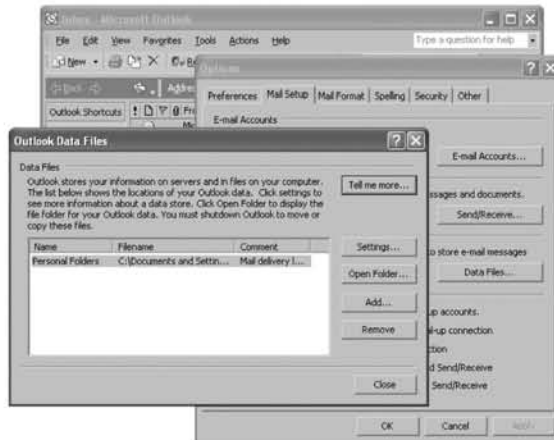 Inbox - Microsoft Outlook
File Edit View Favorites Tools Actions Help
Type a question for help
New
Back
Outlook Shortcuts
Options
Preferences Mail Setup Mail Format Spelling Security Other
E-mail Accounts
E-mail Accounts...
ssages and documents.
Send/Receive...
to store e-mail messages
Data Files...
up accounts.
al-up connection
ction
d Send/Receive
Send/Receive
OK Cancel Apply
Outlook Data Files
Data Files
Outlook stores your information on servers and in files on your computer.
The list below shows the locations of your Outlook data. Click settings to
see more information about a data store. Click Open Folder to display the
file folder for your Outlook data. You must shutdown Outlook to move or
copy these files.
Tell me more...
Name Filename Comment
Personal Folders C:\Documents and Settin... Mail delivery l...
Settings...
Open Folder...
Add...
Remove
Close